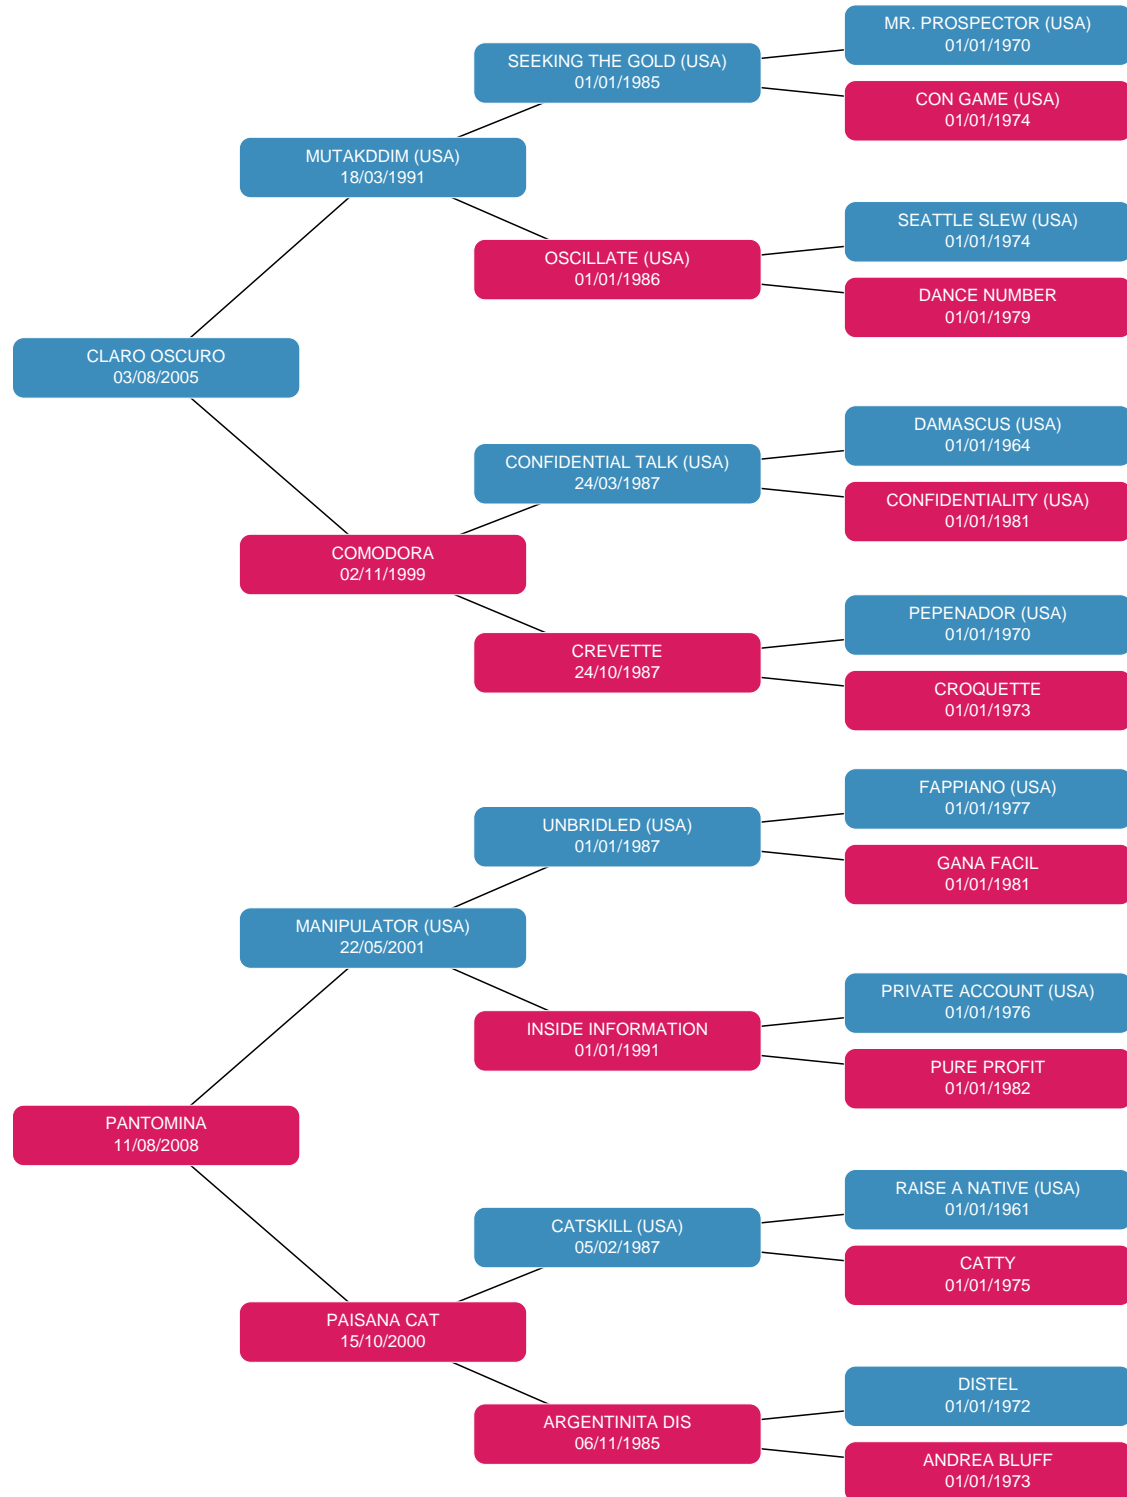 MR. PROSPECTOR (USA)
01/01/1970
SEEKING THE GOLD (USA)
01/01/1985
CON GAME (USA)
01/01/1974
MUTAKDDIM (USA)
18/03/1991
SEATTLE SLEW (USA)
01/01/1974
OSCILLATE (USA)
01/01/1986
DANCE NUMBER
01/01/1979
CLARO OSCURO
03/08/2005
DAMASCUS (USA)
01/01/1964
CONFIDENTIAL TALK (USA)
24/03/1987
CONFIDENTIALITY (USA)
01/01/1981
COMODORA
02/11/1999
PEPENADOR (USA)
01/01/1970
CREVETTE
24/10/1987
CROQUETTE
01/01/1973
FAPPIANO (USA)
01/01/1977
UNBRIDLED (USA)
01/01/1987
GANA FACIL
01/01/1981
MANIPULATOR (USA)
22/05/2001
PRIVATE ACCOUNT (USA)
01/01/1976
INSIDE INFORMATION
01/01/1991
PURE PROFIT
01/01/1982
PANTOMINA
11/08/2008
RAISE A NATIVE (USA)
01/01/1961
CATSKILL (USA)
05/02/1987
CATTY
01/01/1975
PAISANA CAT
15/10/2000
DISTEL
01/01/1972
ARGENTINITA DIS
06/11/1985
ANDREA BLUFF
01/01/1973